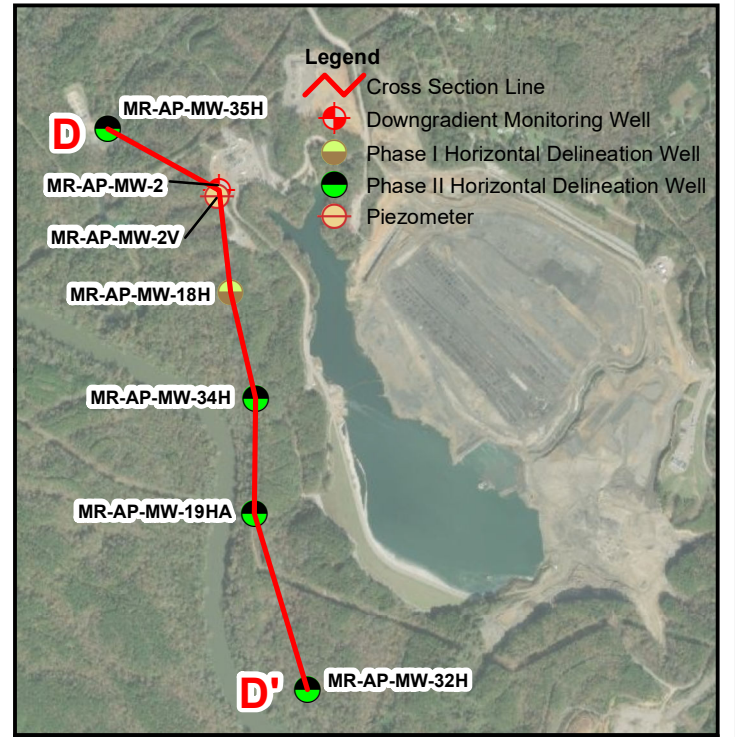 Legend
Cross Section Line
Downgradient Monitoring Well
Phase I Horizontal Delineation Well
Phase II Horizontal Delineation Well
Piezometer
MR-AP-MW-35H
D
MR-AP-MW-2
MR-AP-MW-2V
MR-AP-MW-18H
MR-AP-MW-34H
MR-AP-MW-19HA
D'
MR-AP-MW-32H